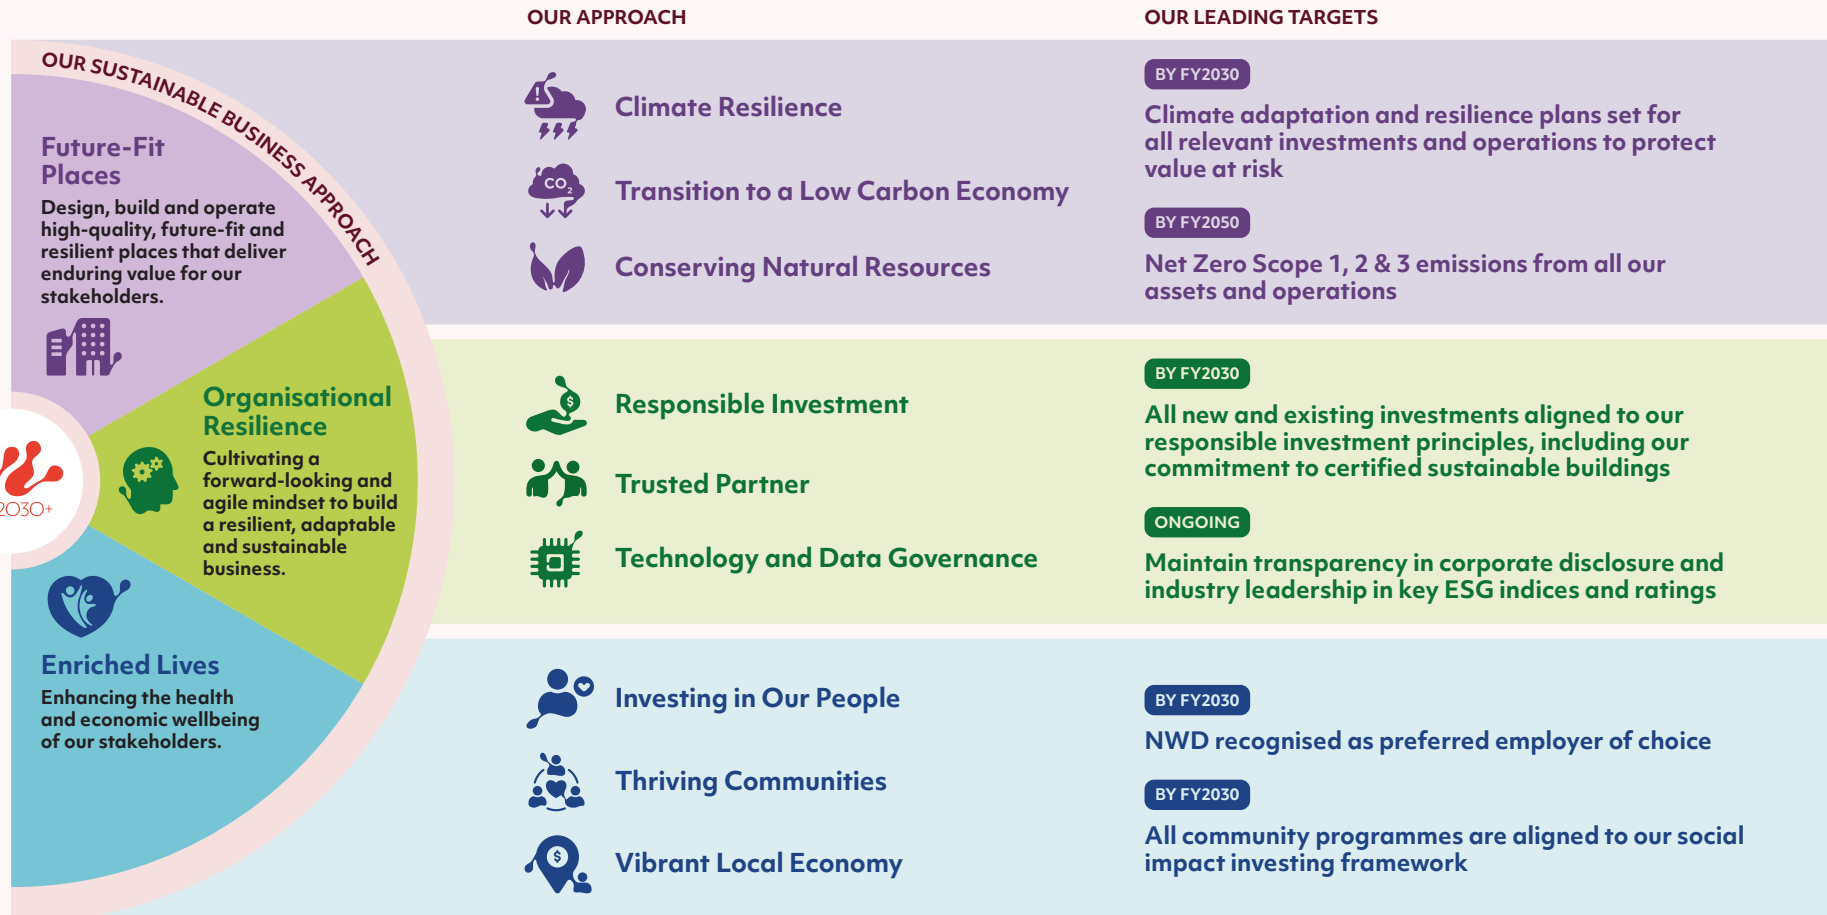 OUR APPROACH
OUR LEADING TARGETS
OUR SUSTAINABLE BUSINESS APPROACH
Future-Fit
Places
Design, build and operate
high-quality, future-fit and
resilient places that deliver
enduring value for our
stakeholders.
Climate Resilience
Transition to a Low Carbon Economy
CO2
Conserving Natural Resources
BY FY2030
Climate adaptation and resilience plans set for
all relevant investments and operations to protect
value at risk
BY FY2050
Net Zero Scope 1, 2 & 3 emissions from all our
assets and operations
2030+
Organisational
Resilience
Cultivating a
forward-looking and
agile mindset to build
a resilient, adaptable
and sustainable
business.
$
Responsible Investment
Trusted Partner
Technology and Data Governance
BY FY2030
All new and existing investments aligned to our
responsible investment principles, including our
commitment to certified sustainable buildings
ONGOING
Maintain transparency in corporate disclosure and
industry leadership in key ESG indices and ratings
Enriched Lives
Enhancing the health
and economic wellbeing
of our stakeholders.
Investing in Our People
Thriving Communities
$
Vibrant Local Economy
BY FY2030
NWD recognised as preferred employer of choice
BY FY2030
All community programmes are aligned to our social
impact investing framework